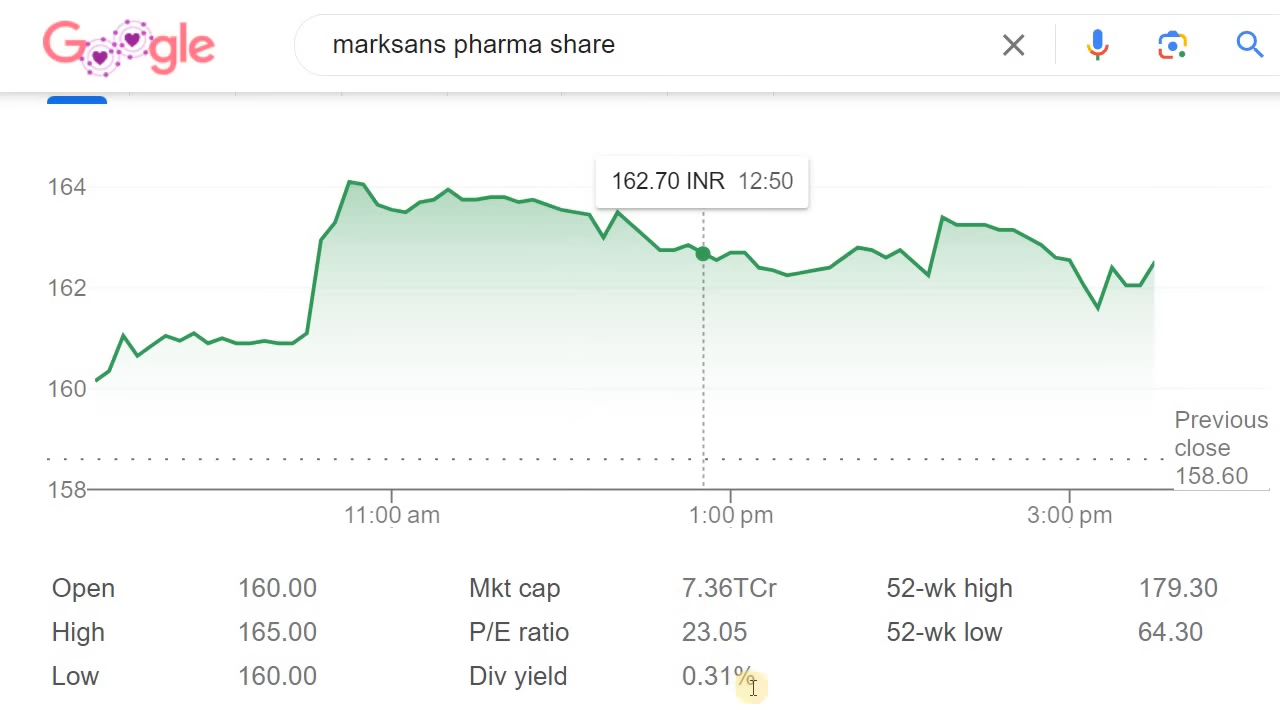 Google
marksans pharma share
162.70 INR 12:50
164
162
160
158
Previous
close
158.60
11:00 am 1:00 pm 3:00 pm
Open 160.00 Mkt cap 7.36TCr 52-wk high 179.30
High 165.00 P/E ratio 23.05 52-wk low 64.30
Low 160.00 Div yield 0.31%